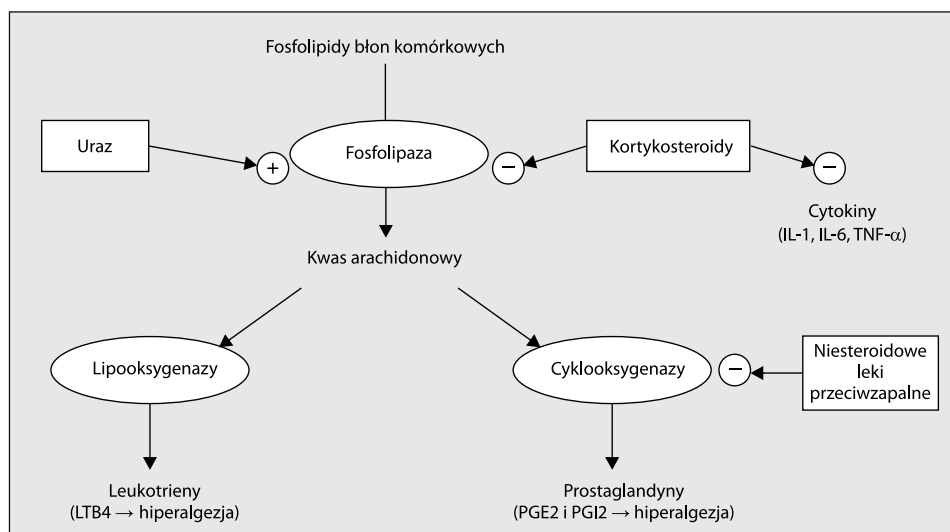 Fosfolipidy błon komórkowych
Uraz
+
Fosfolipaza
−
Kortykosteroidy
−
Cytokiny
(IL-1, IL-6, TNF-α)
Kwas arachidonowy
Lipooksygenazy
Cyklooksygenazy
−
Niesteroidowe
leki
przeciwzapalne
Leukotrieny
(LTB4 → hiperalgezja)
Prostaglandyny
(PGE2 i PGI2 → hiperalgezja)